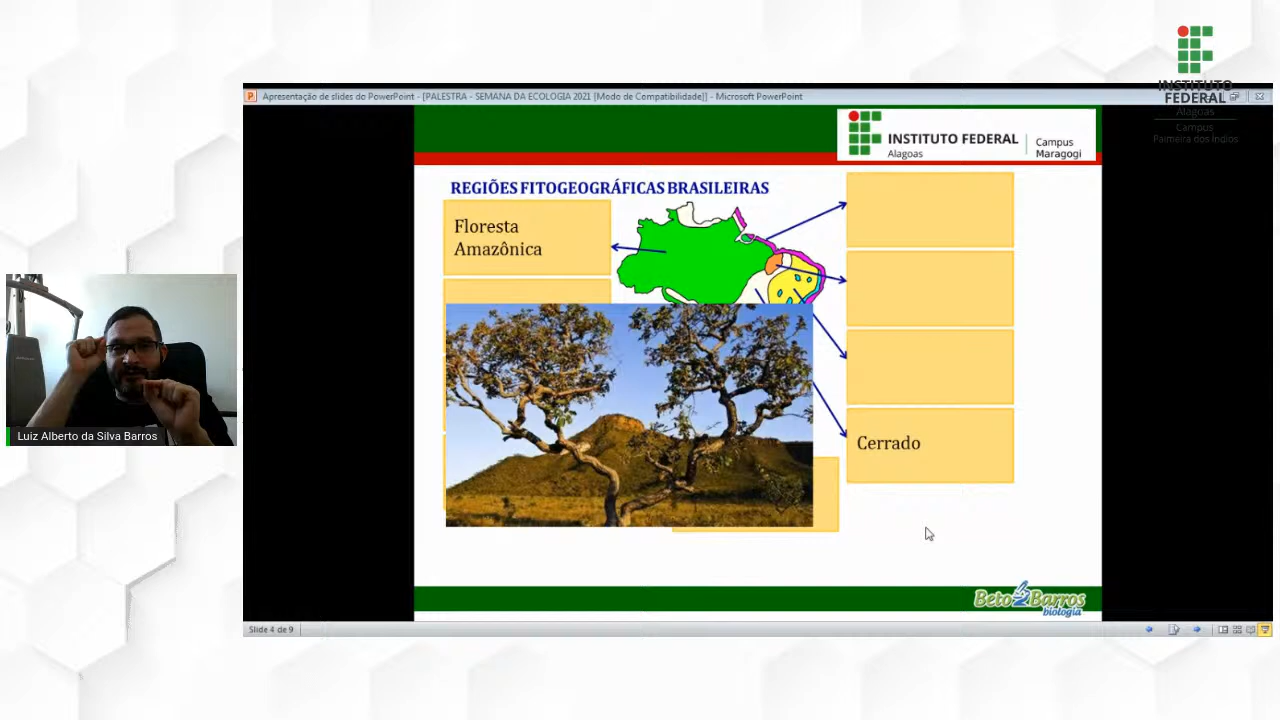 INSTITUTO
FEDERAL
Alagoas
Campus
Palmeira dos Índios
Apresentação de slides do PowerPoint - [PALESTRA - SEMANA DA ECOLOGIA 2021 [Modo de Compatibilidade]] - Microsoft PowerPoint
INSTITUTO FEDERAL
Alagoas
Campus
Maragogi
REGIÕES FITOGEOGRÁFICAS BRASILEIRAS
Floresta
Amazônica
Cerrado
Luiz Alberto da Silva Barros
Beto Barros
biologia
Slide 4 de 9